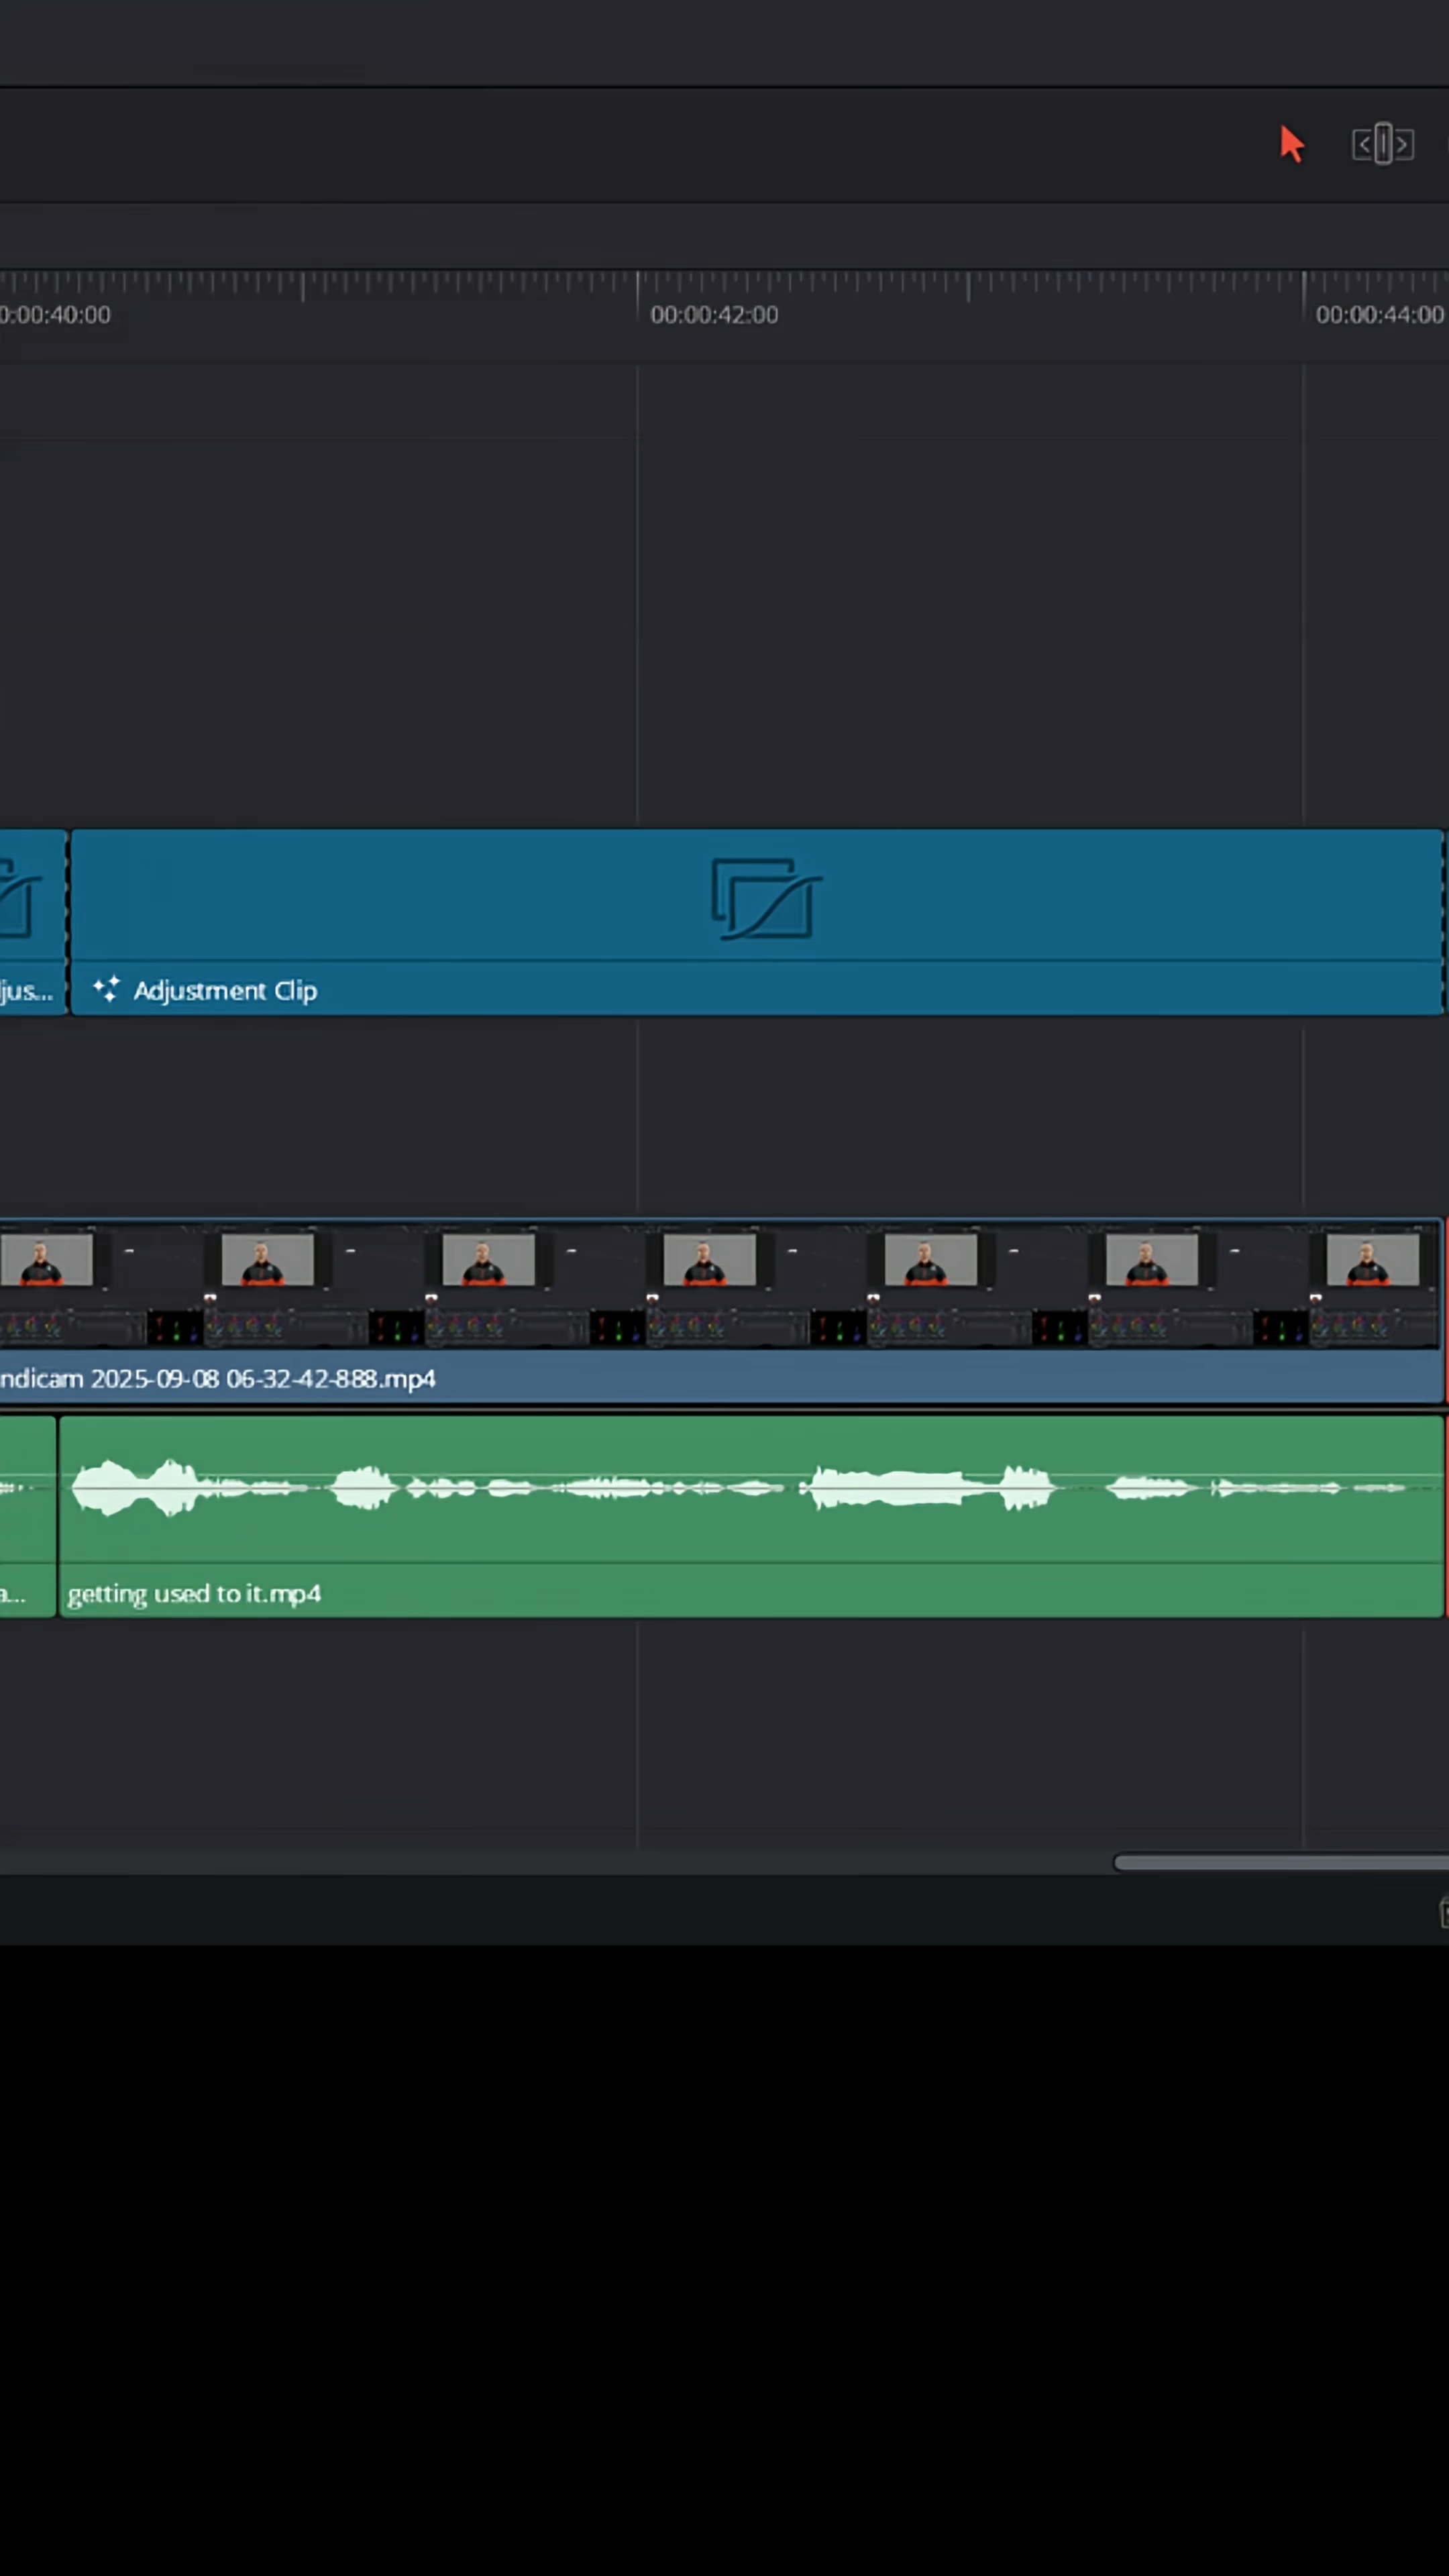 0:00:40:00 00:00:42:00 00:00:44:00
jus... Adjustment Clip
ndicam 2025-09-08 06-32-42-888.mp4
a... getting used to it.mp4